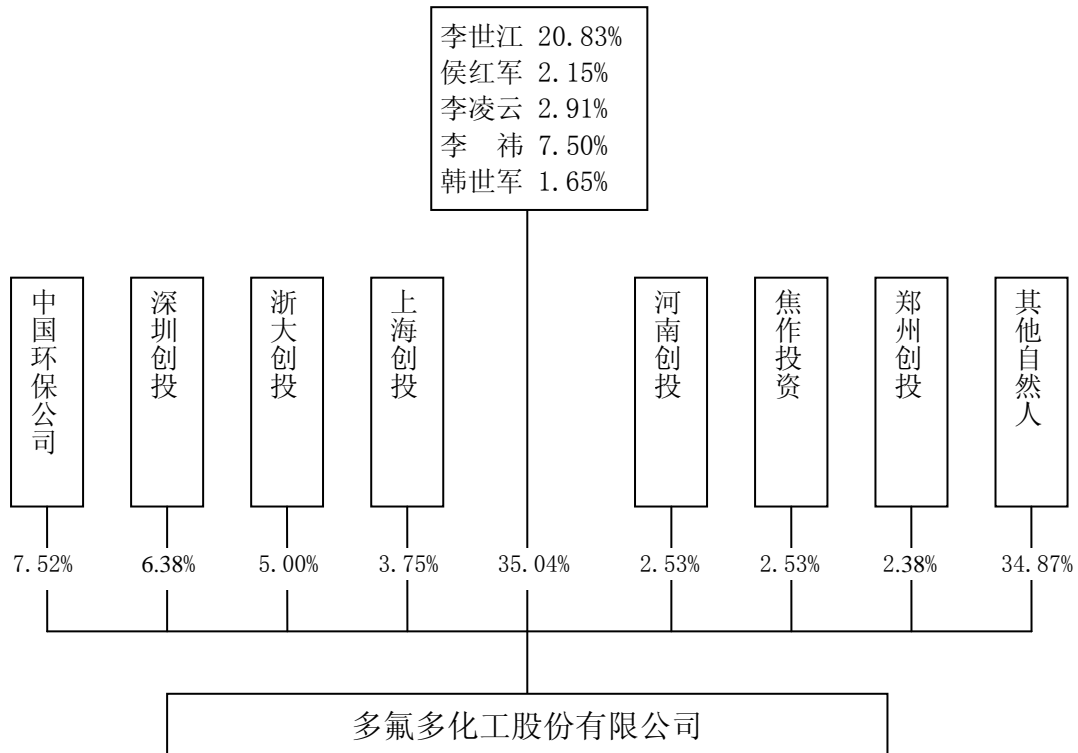 李世江 20.83%
侯红军 2.15%
李凌云 2.91%
李　祎 7.50%
韩世军 1.65%
中国环保公司
深圳创投
浙大创投
上海创投
河南创投
焦作投资
郑州创投
其他自然人
7.52%
6.38%
5.00%
3.75%
35.04%
2.53%
2.53%
2.38%
34.87%
多氟多化工股份有限公司